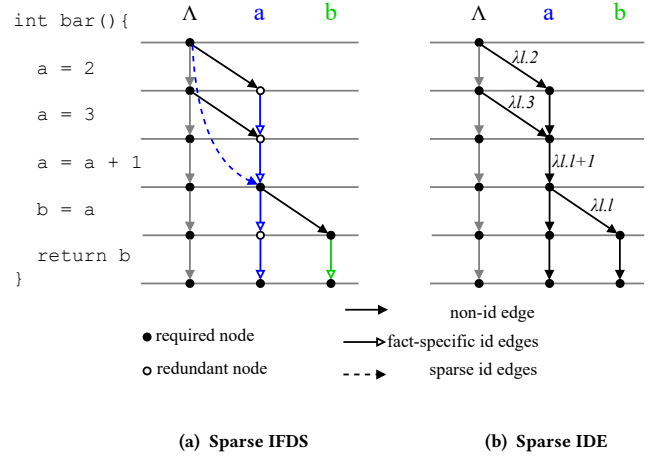 int bar(){
Λ a b
Λ a b
a = 2
λl.2
a = 3
λl.3
a = a + 1
λl.l+1
b = a
λl.l
return b
}
non-id edge
required node
fact-specific id edges
redundant node
sparse id edges
(a) Sparse IFDS
(b) Sparse IDE